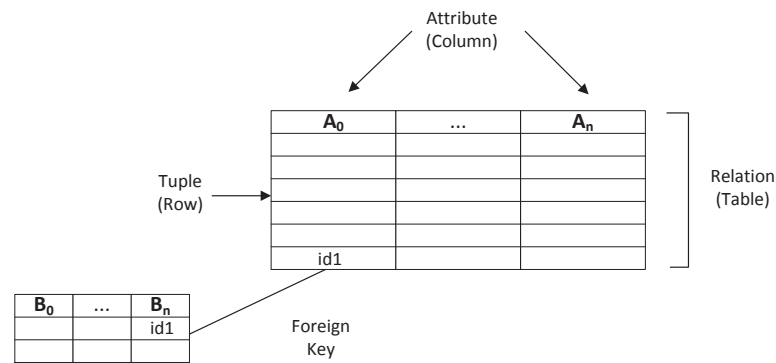 Attribute
(Column)
A0 ... An
Tuple
(Row)
Relation
(Table)
id1
B0 ... Bn
id1
Foreign
Key